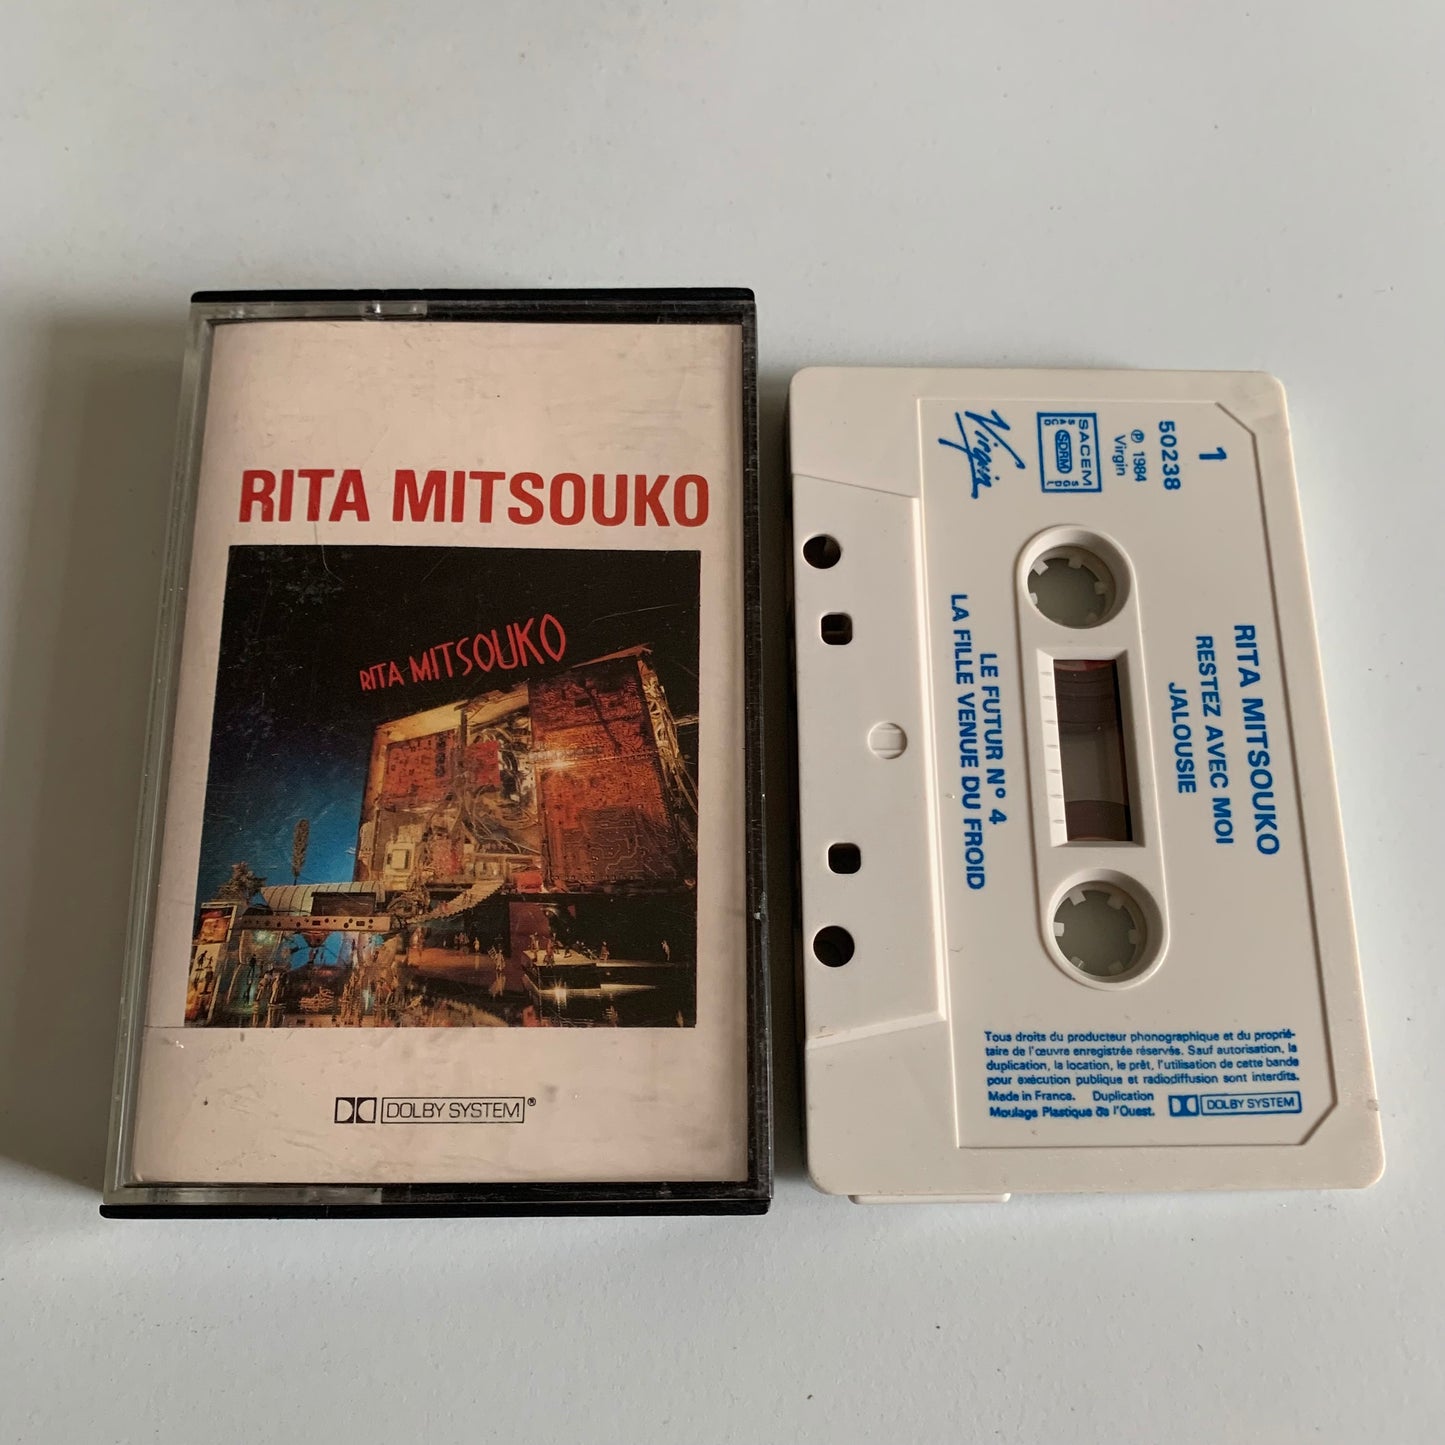 RITA MITSOUKO
RITA MITSOUKO
DOLBY SYSTEM®
1
50238
℗ 1984
Virgin
SACEM
SDRM
SACD
SGDL
Virgin
RITA MITSOUKO
RESTEZ AVEC MOI
JALOUSIE
LE FUTUR N° 4
LA FILLE VENUE DU FROID
Tous droits du producteur phonographique et du proprié-
taire de l'œuvre enregistrée réservés. Sauf autorisation, la
duplication, la location, le prêt, l'utilisation de cette bande
pour exécution publique et radiodiffusion sont interdits.
Made in France. Duplication
Moulage Plastique de l'Ouest.
DOLBY SYSTEM